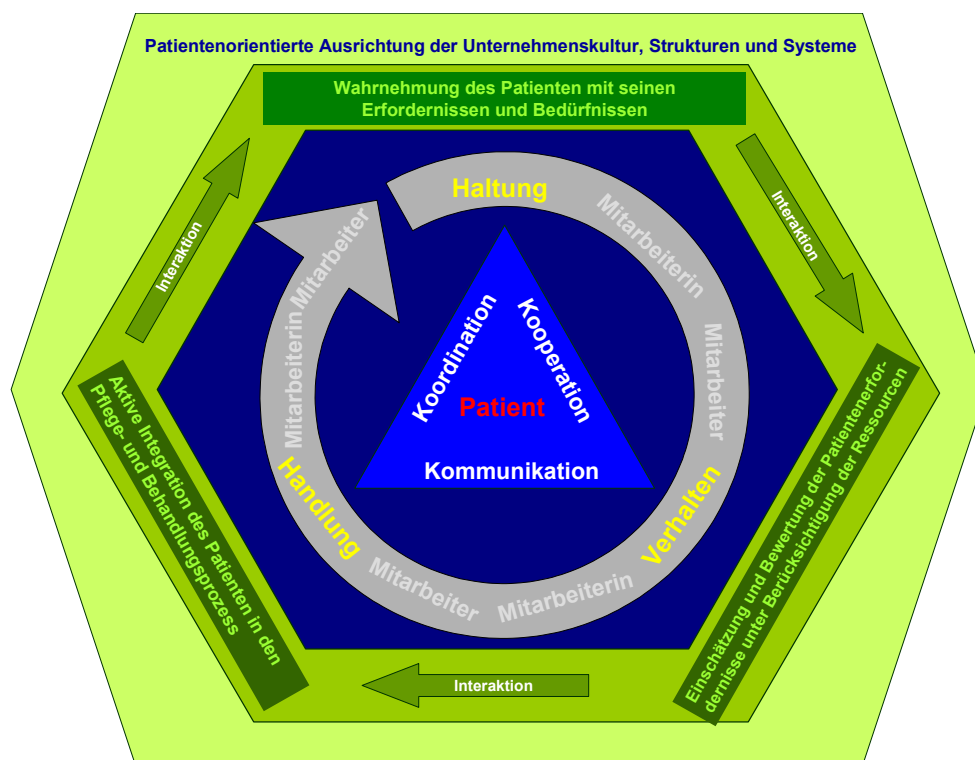 Patientenorientierte Ausrichtung der Unternehmenskultur, Strukturen und Systeme
Wahrnehmung des Patienten mit seinen
Erfordernissen und Bedürfnissen
Interaktion
Einschätzung und Bewertung der Patientenerfor-
dernisse unter Berücksichtigung der Ressourcen
Interaktion
Aktive Integration des Patienten in den
Pflege- und Behandlungsprozess
Interaktion
Haltung
Mitarbeiterin
Mitarbeiter
Verhalten
Mitarbeiterin
Mitarbeiter
Handlung
Mitarbeiterin
Mitarbeiter
Koordination
Kooperation
Patient
Kommunikation